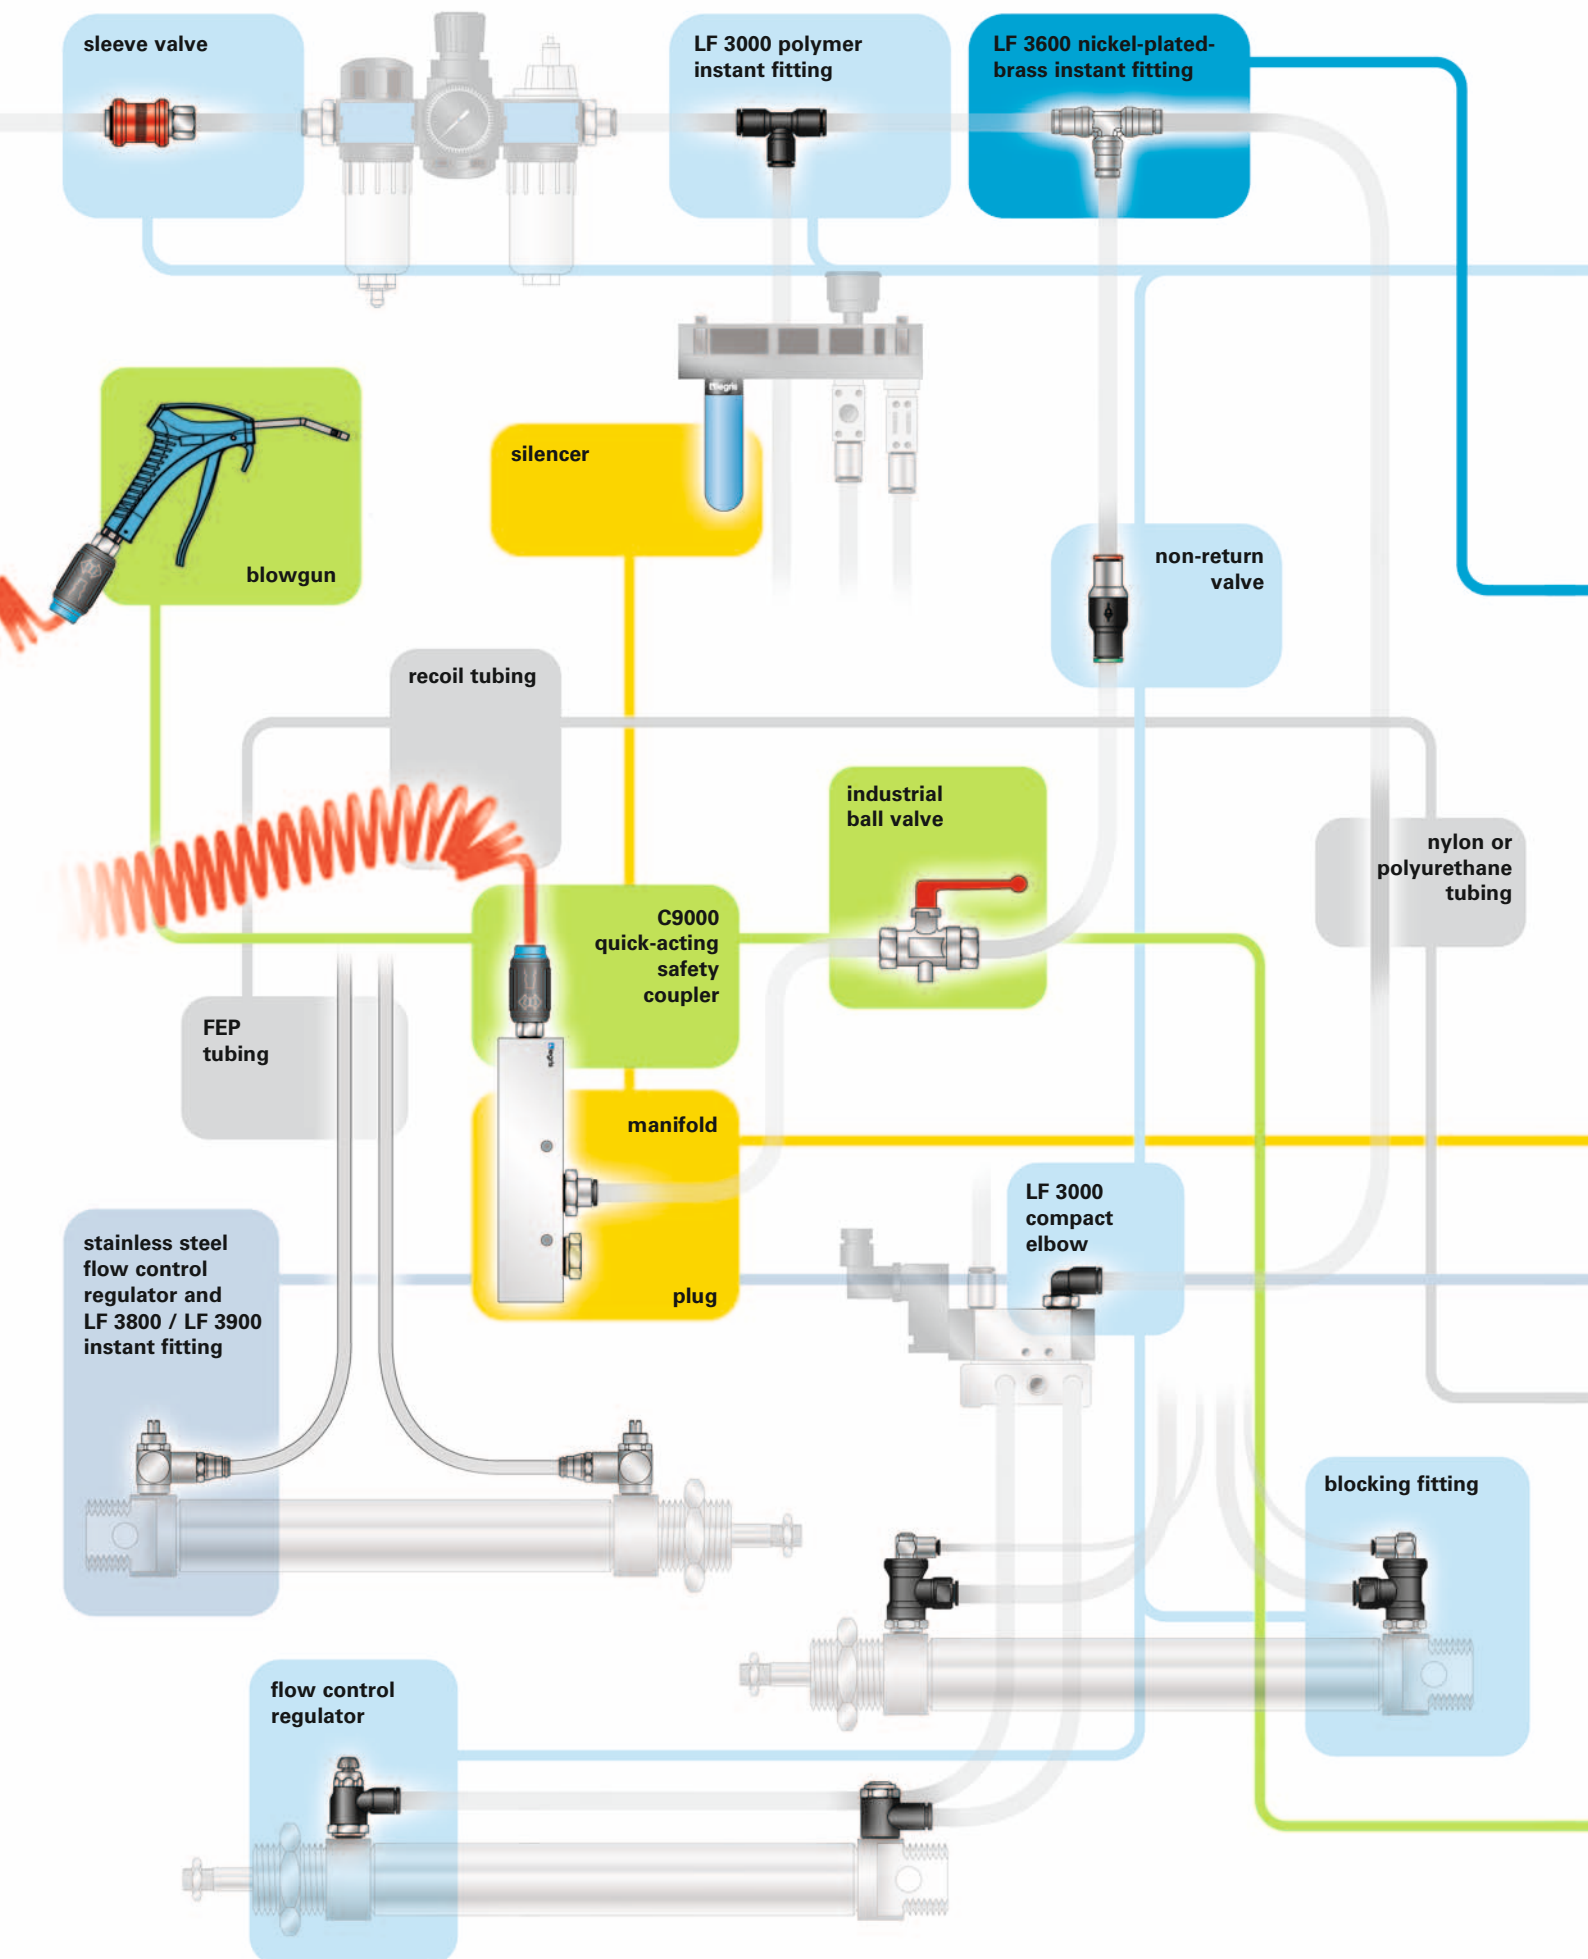 sleeve valve
LF 3000 polymer
instant fitting
LF 3600 nickel-plated-
brass instant fitting
legris
silencer
blowgun
non-return
valve
recoil tubing
industrial
ball valve
nylon or
polyurethane
tubing
C9000
quick-acting
safety
coupler
FEP
tubing
legris
manifold
LF 3000
compact
elbow
stainless steel
flow control
regulator and
LF 3800 / LF 3900
instant fitting
plug
blocking fitting
flow control
regulator